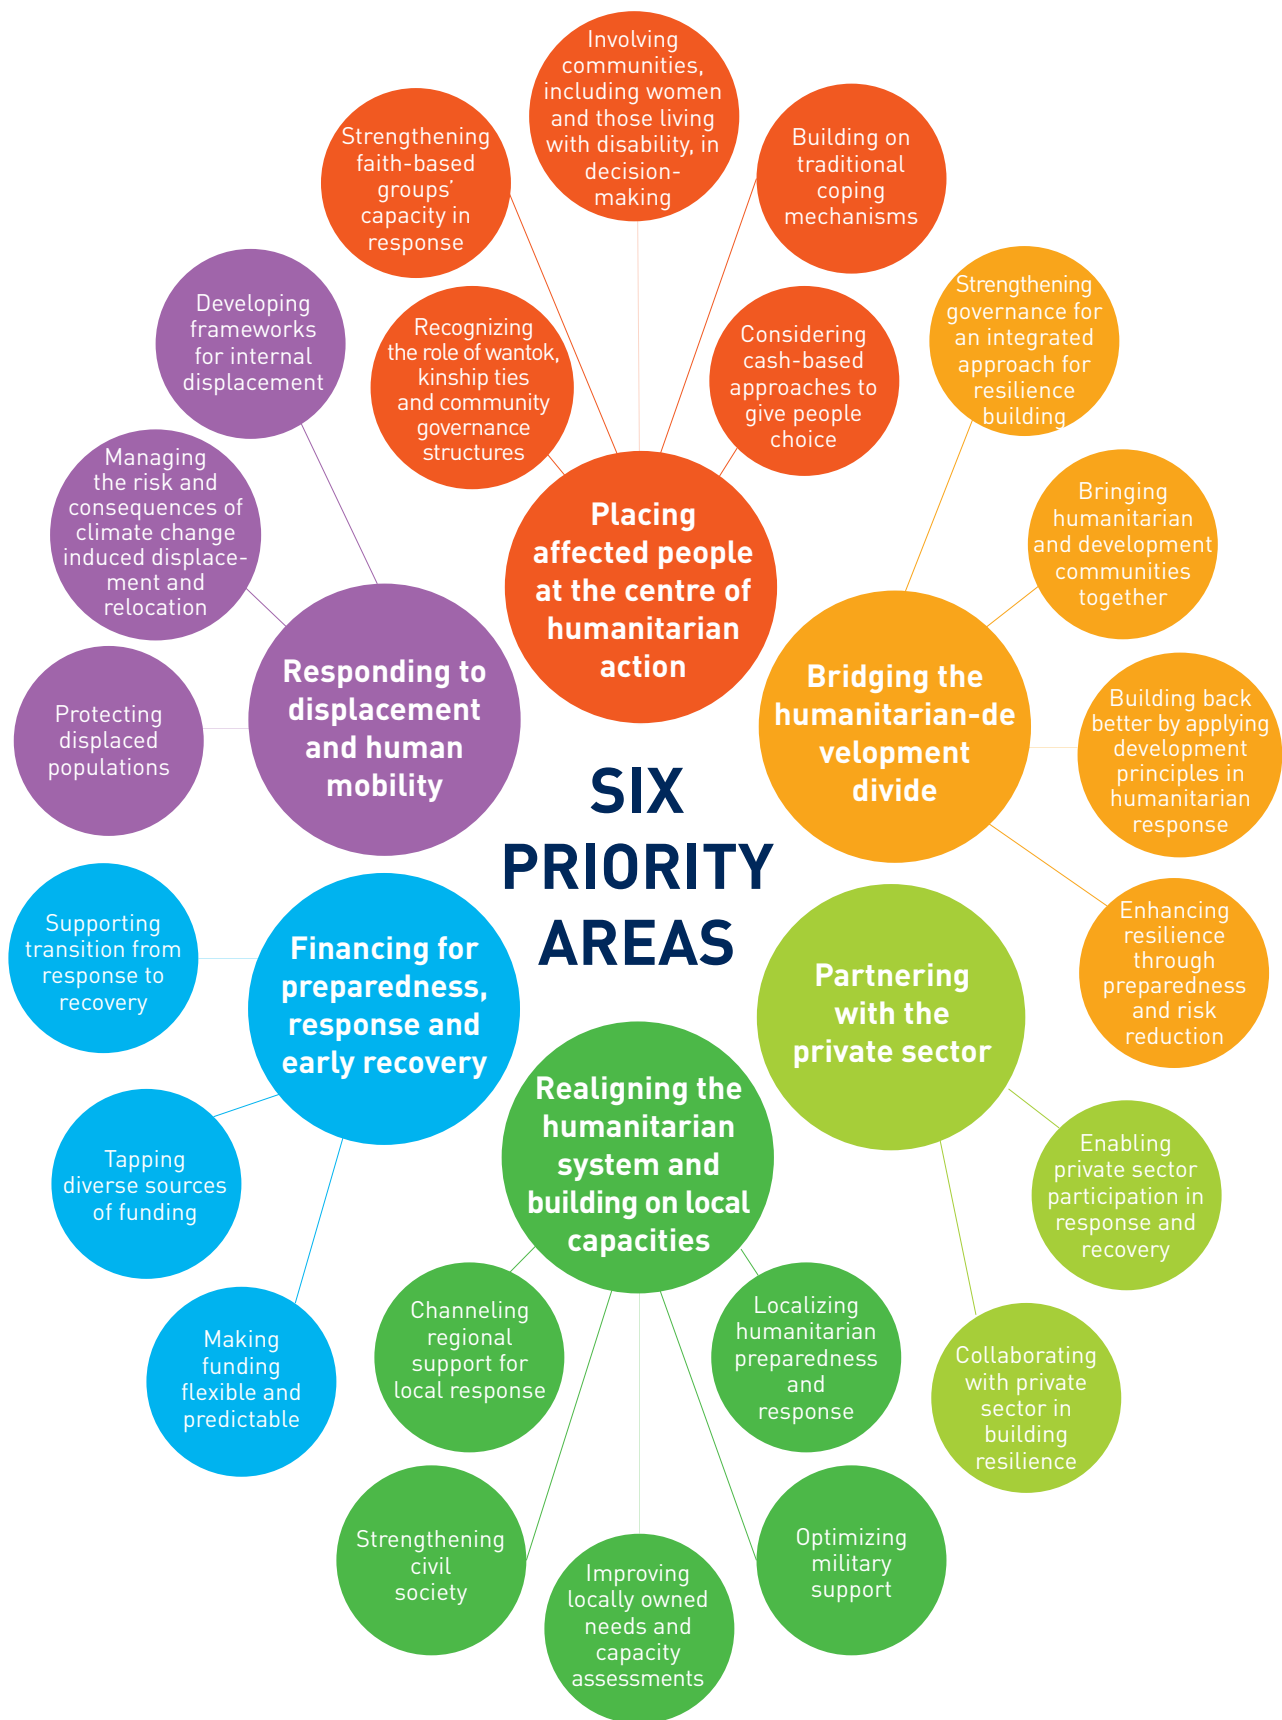 Involving
communities,
including women
and those living
with disability, in
decision-
making
Strengthening
faith-based
groups'
capacity in
response
Building on
traditional
coping
mechanisms
Recognizing
the role of wantok,
kinship ties
and community
governance
structures
Considering
cash-based
approaches to
give people
choice
Placing
affected people
at the centre of
humanitarian
action
Developing
frameworks
for internal
displacement
Managing
the risk and
consequences of
climate change
induced displace-
ment and
relocation
Protecting
displaced
populations
Responding to
displacement
and human
mobility
Strengthening
governance for
an integrated
approach for
resilience
building
Bringing
humanitarian
and development
communities
together
Building back
better by applying
development
principles in
humanitarian
response
Enhancing
resilience
through
preparedness
and risk
reduction
Bridging the
humanitarian-de
velopment
divide
SIX
PRIORITY
AREAS
Supporting
transition from
response to
recovery
Tapping
diverse sources
of funding
Making
funding
flexible and
predictable
Financing for
preparedness,
response and
early recovery
Partnering
with the
private sector
Enabling
private sector
participation in
response and
recovery
Collaborating
with private
sector in
building
resilience
Realigning the
humanitarian
system and
building on local
capacities
Channeling
regional
support for
local response
Localizing
humanitarian
preparedness
and
response
Strengthening
civil
society
Improving
locally owned
needs and
capacity
assessments
Optimizing
military
support